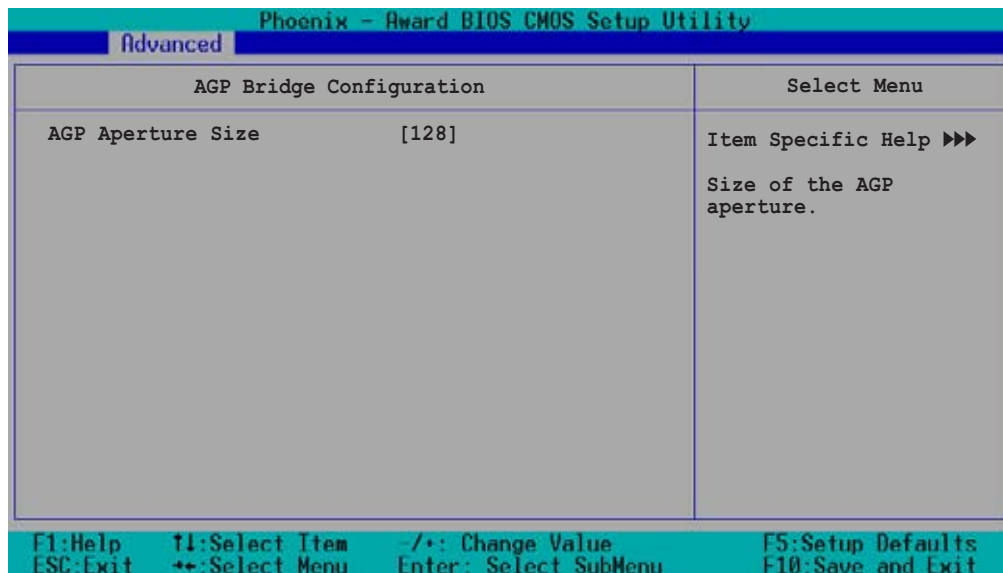 Phoenix - Award BIOS CMOS Setup Utility
Advanced
AGP Bridge Configuration
Select Menu
AGP Aperture Size [128]
Item Specific Help ▶▶▶
Size of the AGP
aperture.
F1:Help ↑↓:Select Item -/+: Change Value F5:Setup Defaults
ESC:Exit →←:Select Menu Enter: Select SubMenu F10:Save and Exit